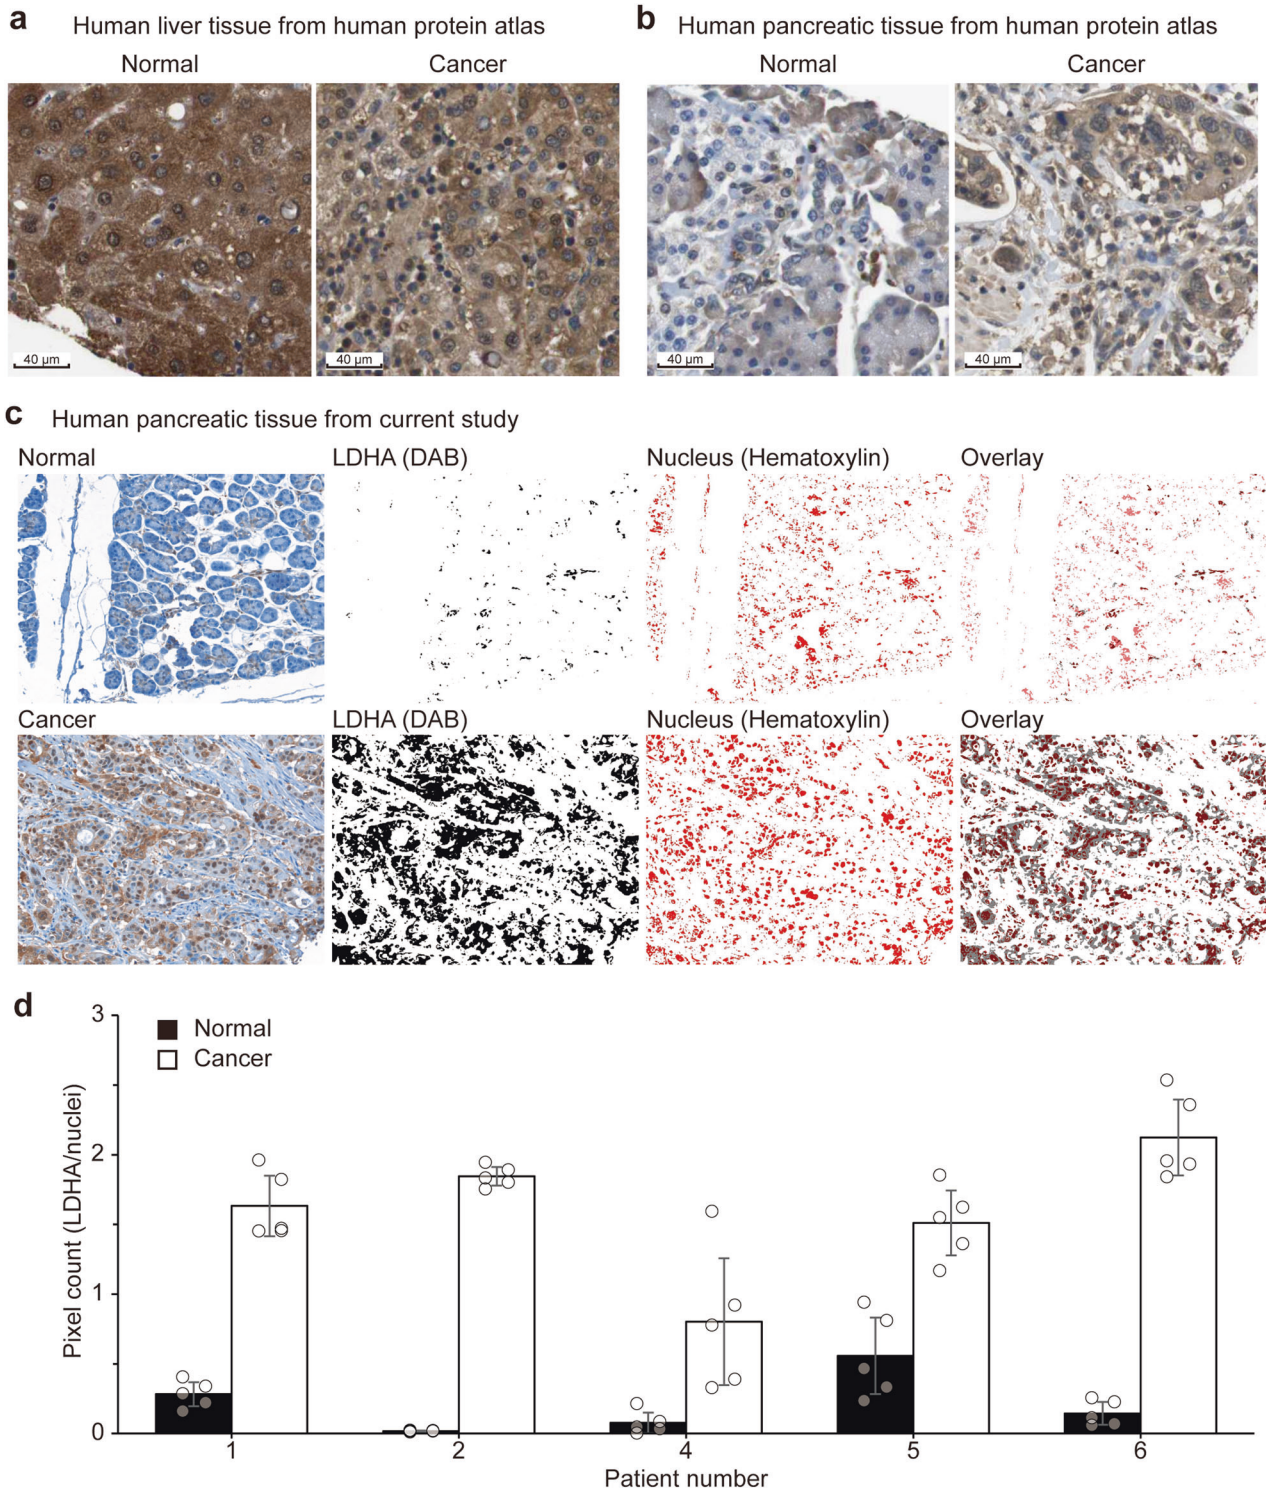 a Human liver tissue from human protein atlas
Normal Cancer
40 µm 40 µm
b Human pancreatic tissue from human protein atlas
Normal Cancer
40 µm 40 µm
c Human pancreatic tissue from current study
Normal LDHA (DAB) Nucleus (Hematoxylin) Overlay
Cancer LDHA (DAB) Nucleus (Hematoxylin) Overlay
d
Normal
Cancer
Pixel count (LDHA/nuclei)
3
2
1
0
1 2 4 5 6
Patient number